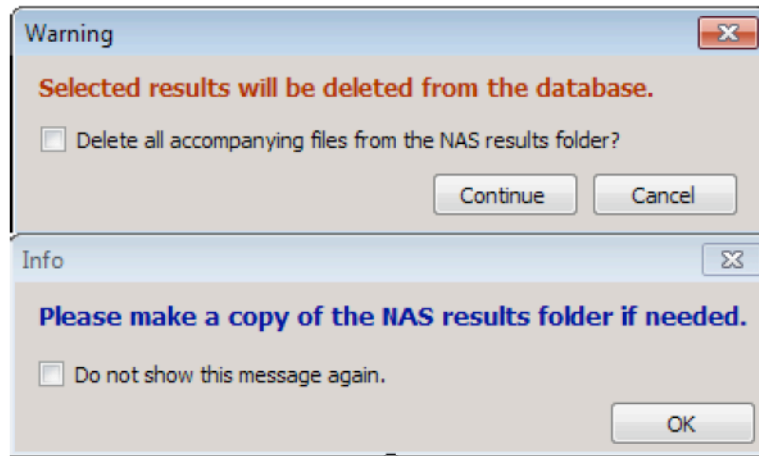 Warning
Selected results will be deleted from the database.
Delete all accompanying files from the NAS results folder?
Continue Cancel
Info
Please make a copy of the NAS results folder if needed.
Do not show this message again.
OK